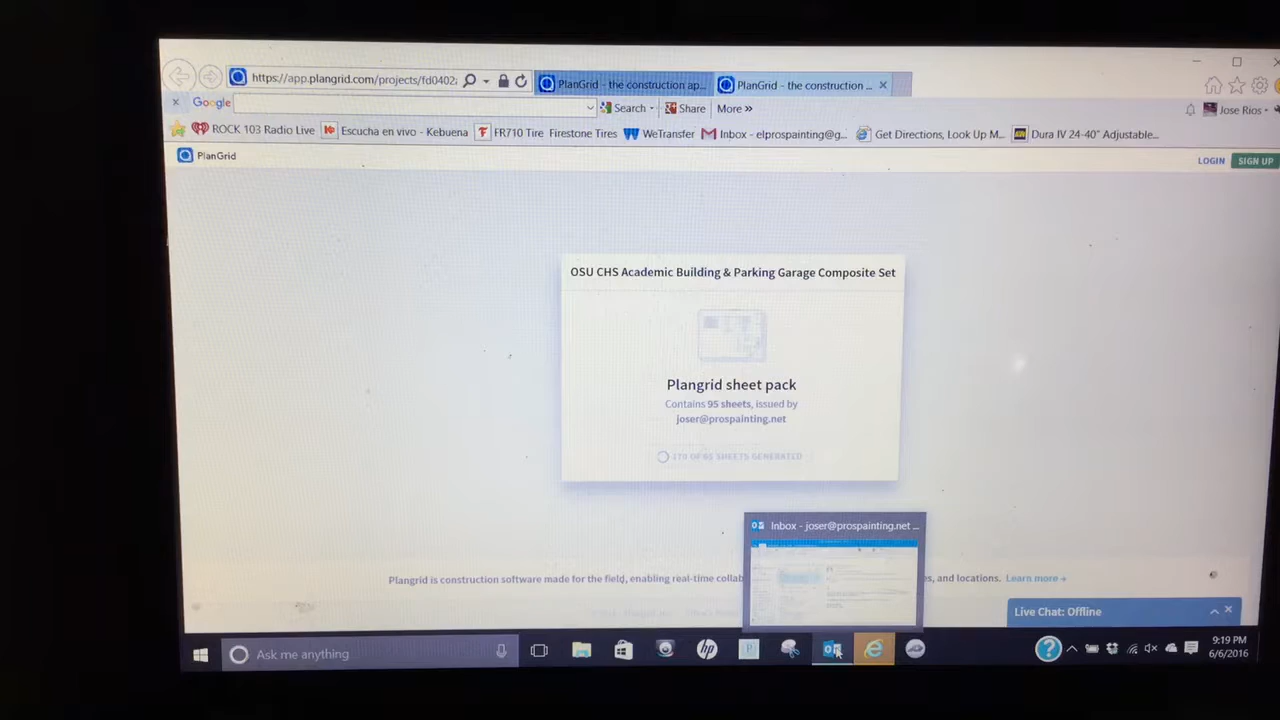 https://app.plangrid.com/projects/fd0402
PlanGrid - the construction ap...
PlanGrid - the construction ...
Google
Search
Share
More »
Jose Rios
ROCK 103 Radio Live
Escucha en vivo - Kebuena
FR710 Tire Firestone Tires
WeTransfer
Inbox - elprospainting@g...
Get Directions, Look Up M...
Dura IV 24-40" Adjustable...
PlanGrid
LOGIN
SIGN UP
OSU CHS Academic Building & Parking Garage Composite Set
Plangrid sheet pack
Contains 95 sheets, issued by
joser@prospainting.net
SHEETS GENERATED
Inbox - joser@prospainting.net ...
Plangrid is construction software made for the field, enabling real-time collab
s, and locations. Learn more
Live Chat: Offline
Ask me anything
hp
9:19 PM
6/6/2016